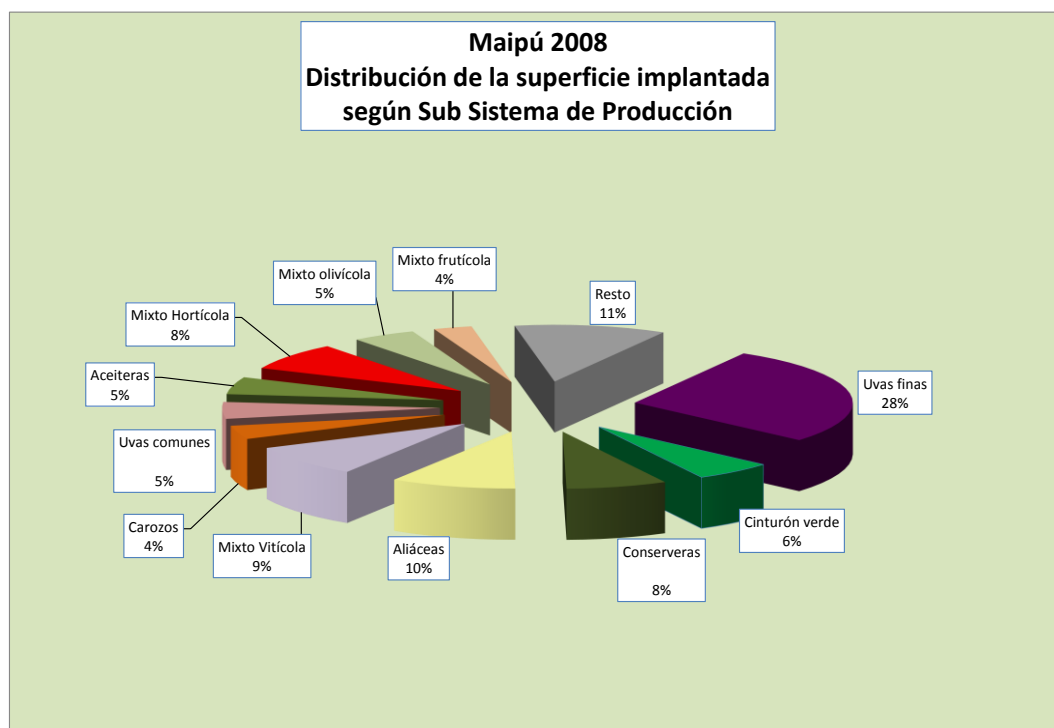 Maipú 2008
Distribución de la superficie implantada
según Sub Sistema de Producción
Mixto frutícola
4%
Mixto olivícola
5%
Resto
11%
Mixto Hortícola
8%
Aceiteras
5%
Uvas finas
28%
Uvas comunes
5%
Carozos
4%
Mixto Vitícola
9%
Aliáceas
10%
Conserveras
8%
Cinturón verde
6%